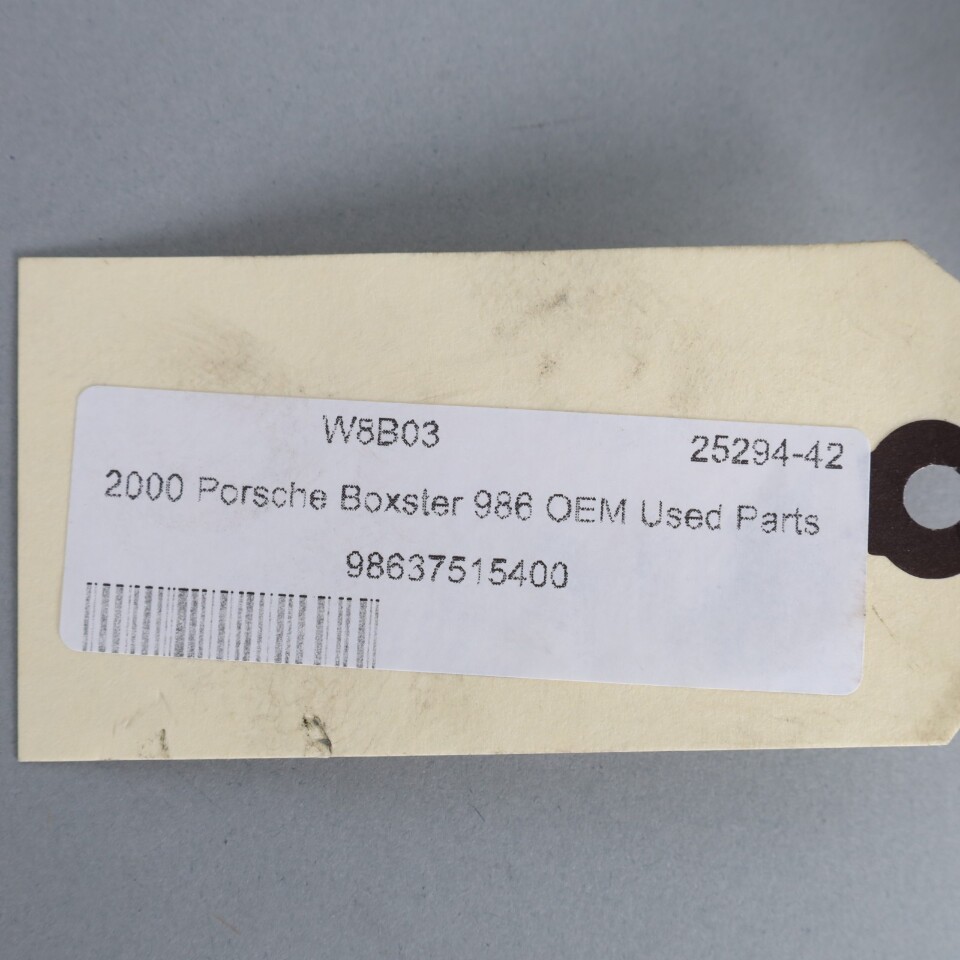 W8B03 25294-42
2000 Porsche Boxster 986 OEM Used Parts
98637515400